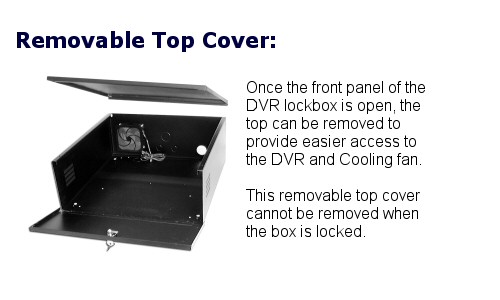 Removable Top Cover:
Once the front panel of the
DVR lockbox is open, the
top can be removed to
provide easier access to
the DVR and Cooling fan.
This removable top cover
cannot be removed when
the box is locked.